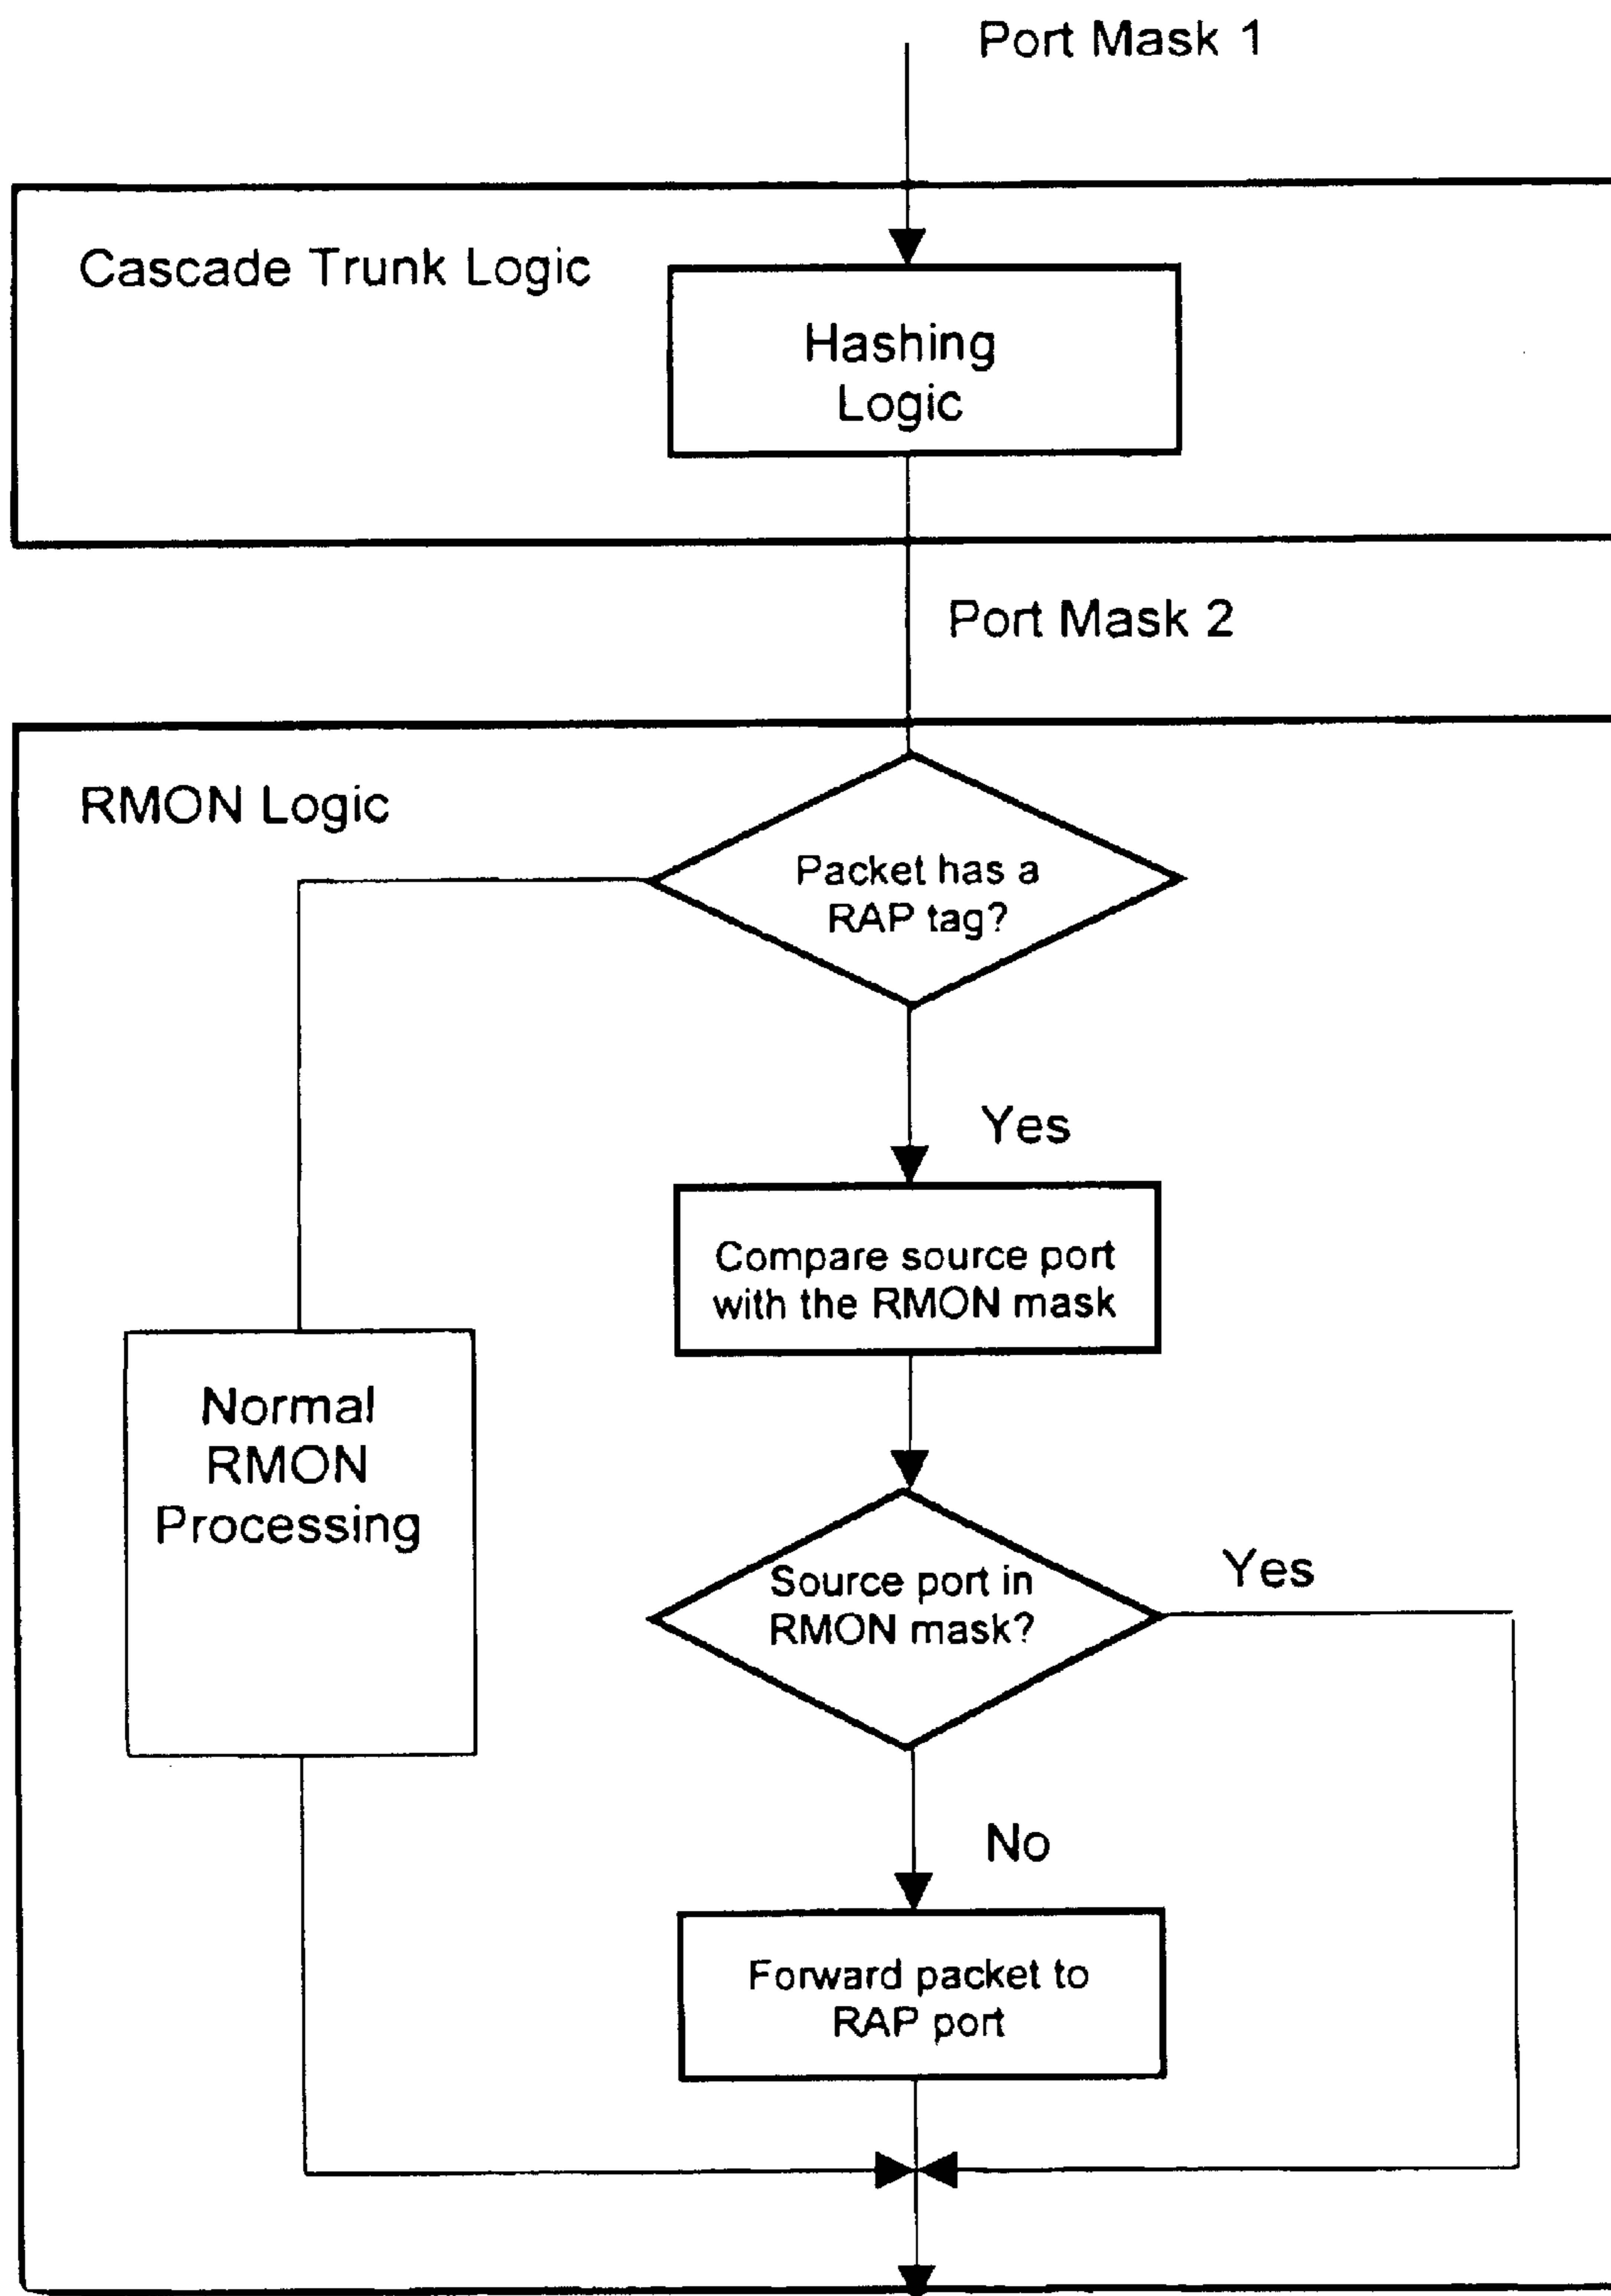 Port Mask 1
Cascade Trunk Logic
Hashing
Logic
Port Mask 2
RMON Logic
Packet has a
RAP tag?
Yes
Compare source port
with the RMON mask
Normal
RMON
Processing
Source port in
RMON mask?
Yes
No
Forward packet to
RAP port